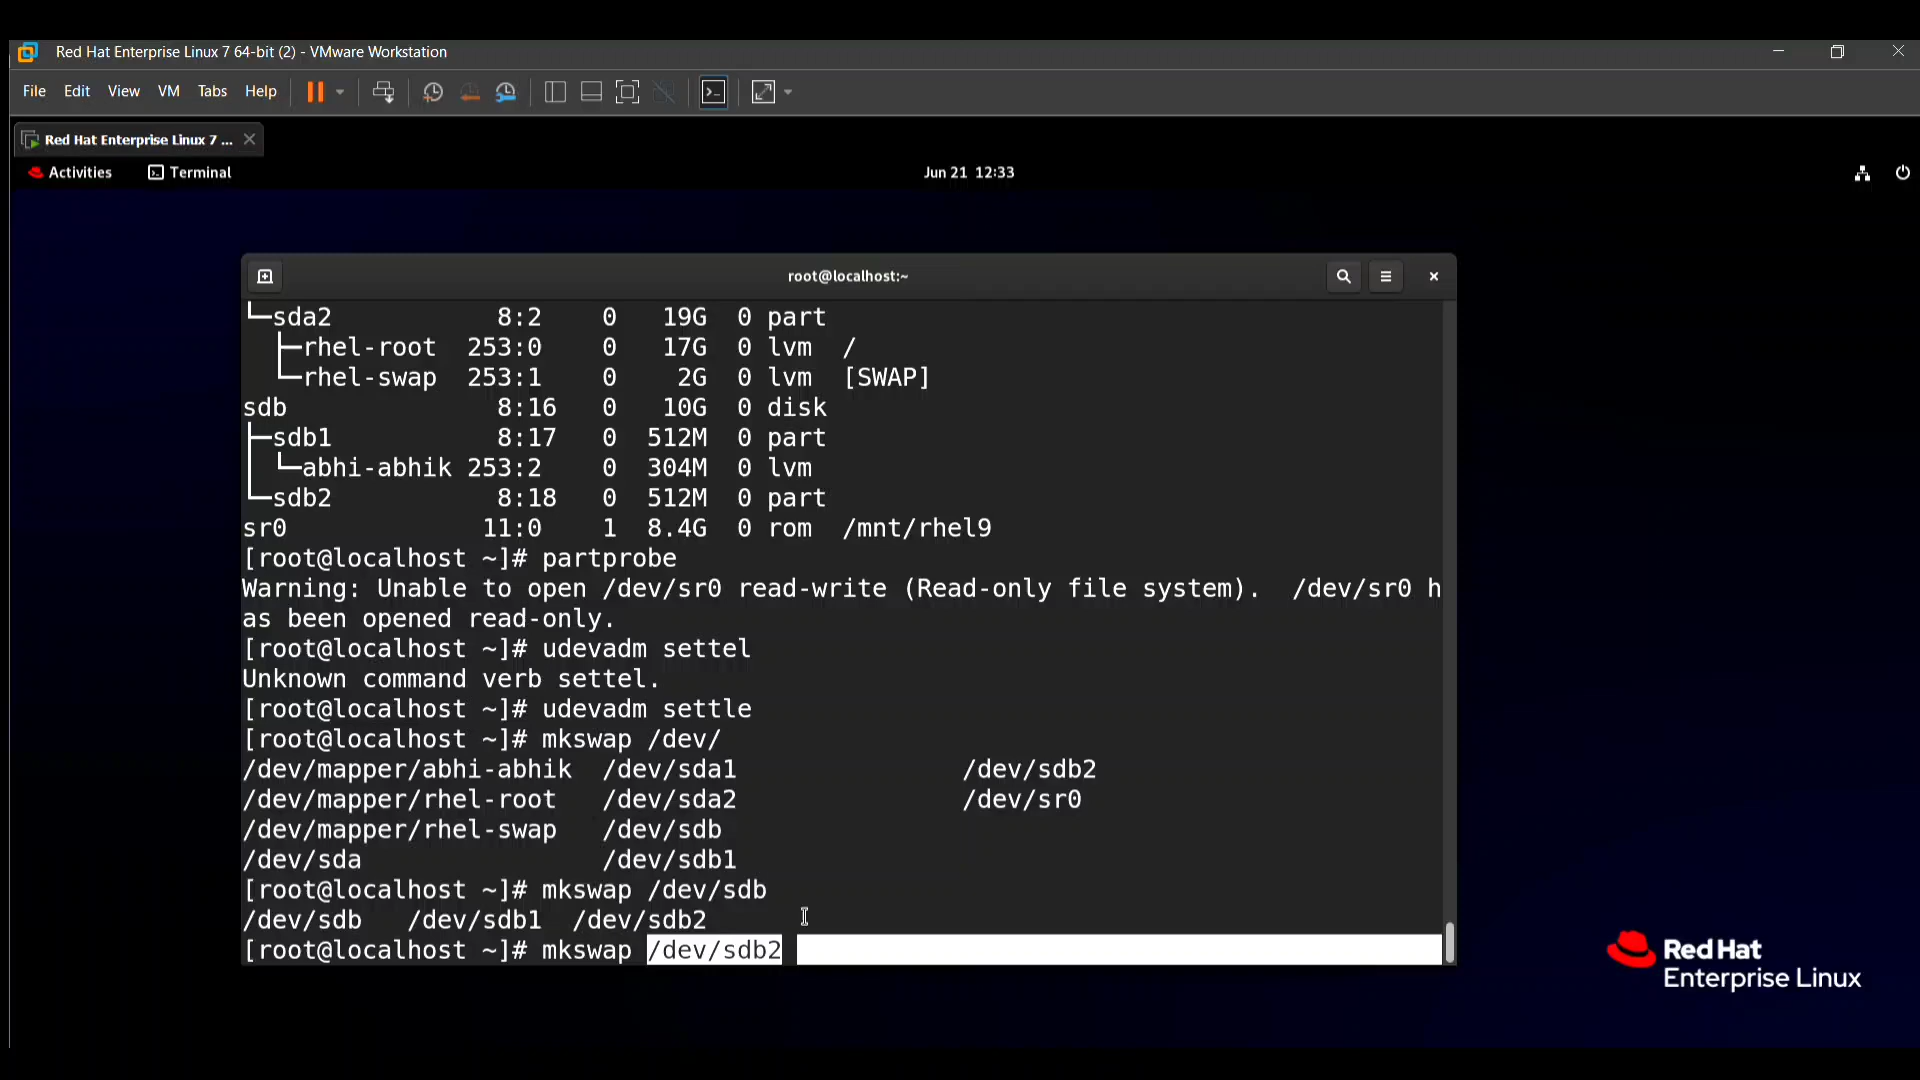 Red Hat Enterprise Linux 7 64-bit (2) - VMware Workstation
File Edit View VM Tabs Help
Red Hat Enterprise Linux 7 ...
Activities Terminal Jun 21 12:33
root@localhost:~
└─sda2 8:2 0 19G 0 part
├─rhel-root 253:0 0 17G 0 lvm /
└─rhel-swap 253:1 0 2G 0 lvm [SWAP]
sdb 8:16 0 10G 0 disk
├─sdb1 8:17 0 512M 0 part
│ └─abhi-abhik 253:2 0 304M 0 lvm
└─sdb2 8:18 0 512M 0 part
sr0 11:0 1 8.4G 0 rom /mnt/rhel9
[root@localhost ~]# partprobe
Warning: Unable to open /dev/sr0 read-write (Read-only file system). /dev/sr0 h
as been opened read-only.
[root@localhost ~]# udevadm settel
Unknown command verb settel.
[root@localhost ~]# udevadm settle
[root@localhost ~]# mkswap /dev/
/dev/mapper/abhi-abhik /dev/sda1 /dev/sdb2
/dev/mapper/rhel-root /dev/sda2 /dev/sr0
/dev/mapper/rhel-swap /dev/sdb
/dev/sda /dev/sdb1
[root@localhost ~]# mkswap /dev/sdb
/dev/sdb /dev/sdb1 /dev/sdb2
[root@localhost ~]# mkswap /dev/sdb2
Red Hat
Enterprise Linux